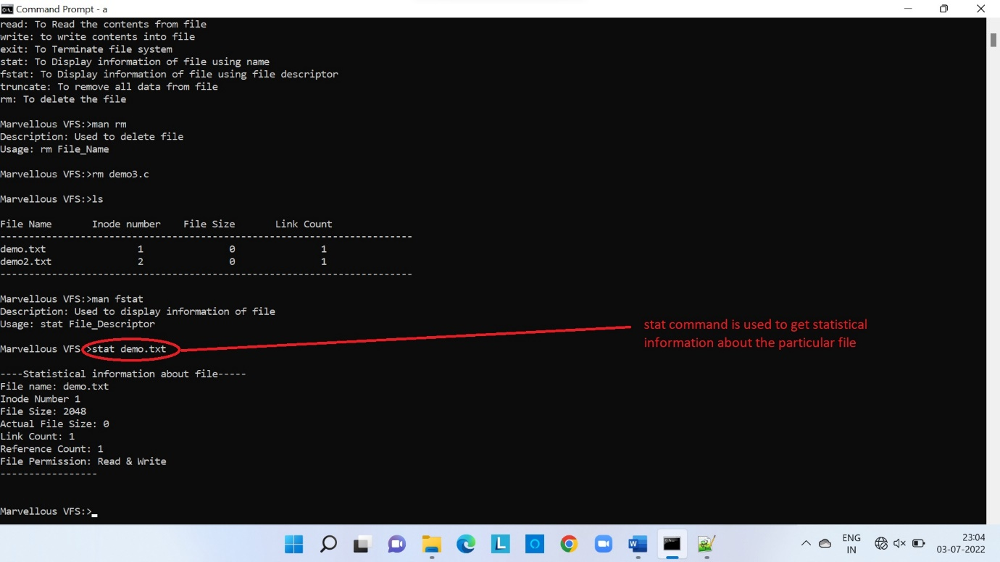 Command Prompt - a
read: To Read the contents from file
write: to write contents into file
exit: To Terminate file system
stat: To Display information of file using name
fstat: To Display information of file using file descriptor
truncate: To remove all data from file
rm: To delete the file
Marvellous VFS:>man rm
Description: Used to delete file
Usage: rm File_Name
Marvellous VFS:>rm demo3.c
Marvellous VFS:>ls
File Name Inode number File Size Link Count
------------------------------------------------------------------------
demo.txt 1 0 1
demo2.txt 2 0 1
------------------------------------------------------------------------
Marvellous VFS:>man fstat
Description: Used to display information of file
Usage: stat File_Descriptor
Marvellous VFS:>stat demo.txt
stat command is used to get statistical
information about the particular file
----Statistical information about file-----
File name: demo.txt
Inode Number 1
File Size: 2048
Actual File Size: 0
Link Count: 1
Reference Count: 1
File Permission: Read & Write
-----------------
Marvellous VFS:>
ENG
IN
23:04
03-07-2022